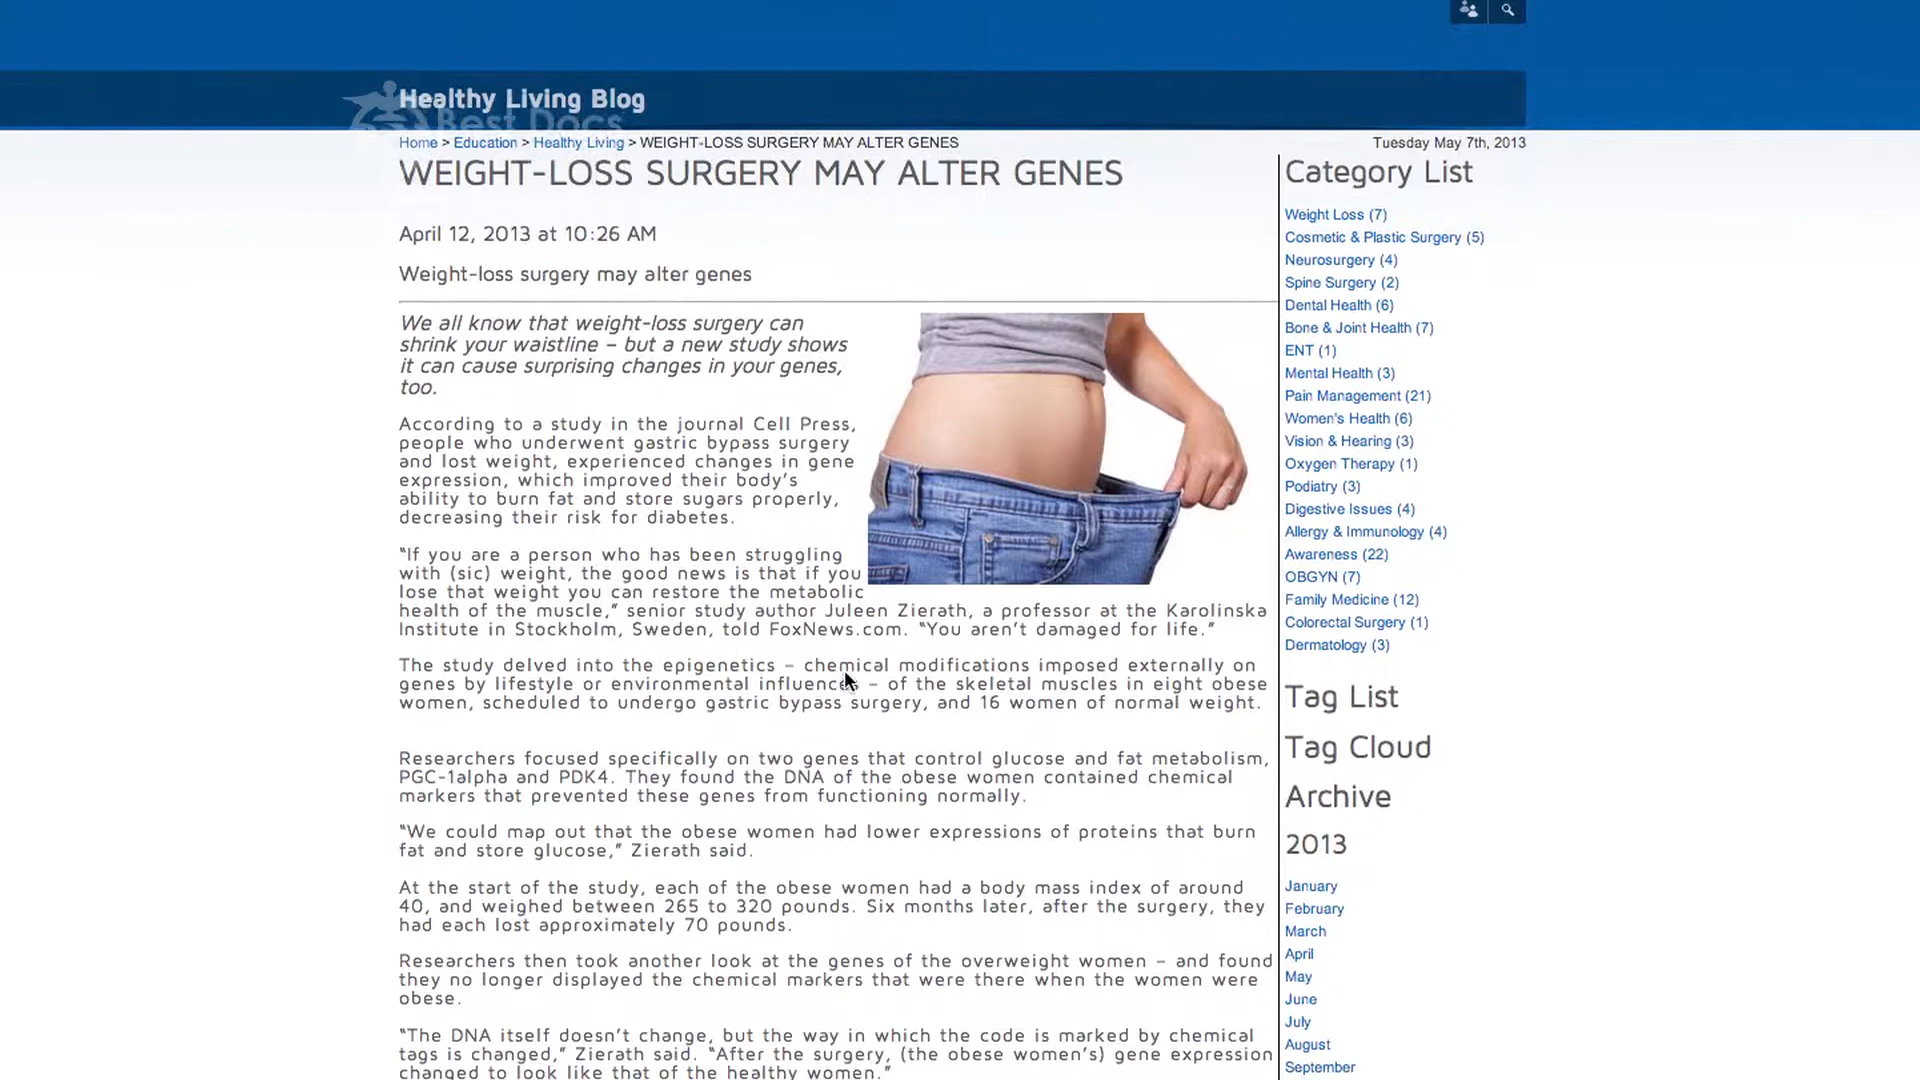 Healthy Living Blog
Best Docs
Home > Education > Healthy Living > WEIGHT-LOSS SURGERY MAY ALTER GENES
Tuesday May 7th, 2013
WEIGHT-LOSS SURGERY MAY ALTER GENES
April 12, 2013 at 10:26 AM
Weight-loss surgery may alter genes
We all know that weight-loss surgery can
shrink your waistline – but a new study shows
it can cause surprising changes in your genes,
too.
According to a study in the journal Cell Press,
people who underwent gastric bypass surgery
and lost weight, experienced changes in gene
expression, which improved their body’s
ability to burn fat and store sugars properly,
decreasing their risk for diabetes.
“If you are a person who has been struggling
with (sic) weight, the good news is that if you
lose that weight you can restore the metabolic
health of the muscle,” senior study author Juleen Zierath, a professor at the Karolinska
Institute in Stockholm, Sweden, told FoxNews.com. “You aren’t damaged for life.”
The study delved into the epigenetics – chemical modifications imposed externally on
genes by lifestyle or environmental influences – of the skeletal muscles in eight obese
women, scheduled to undergo gastric bypass surgery, and 16 women of normal weight.
Researchers focused specifically on two genes that control glucose and fat metabolism,
PGC-1alpha and PDK4. They found the DNA of the obese women contained chemical
markers that prevented these genes from functioning normally.
“We could map out that the obese women had lower expressions of proteins that burn
fat and store glucose,” Zierath said.
At the start of the study, each of the obese women had a body mass index of around
40, and weighed between 265 to 320 pounds. Six months later, after the surgery, they
had each lost approximately 70 pounds.
Researchers then took another look at the genes of the overweight women – and found
they no longer displayed the chemical markers that were there when the women were
obese.
“The DNA itself doesn’t change, but the way in which the code is marked by chemical
tags is changed,” Zierath said. “After the surgery, (the obese women’s) gene expression
changed to look like that of the healthy women.”
Category List
Weight Loss (7)
Cosmetic & Plastic Surgery (5)
Neurosurgery (4)
Spine Surgery (2)
Dental Health (6)
Bone & Joint Health (7)
ENT (1)
Mental Health (3)
Pain Management (21)
Women's Health (6)
Vision & Hearing (3)
Oxygen Therapy (1)
Podiatry (3)
Digestive Issues (4)
Allergy & Immunology (4)
Awareness (22)
OBGYN (7)
Family Medicine (12)
Colorectal Surgery (1)
Dermatology (3)
Tag List
Tag Cloud
Archive
2013
January
February
March
April
May
June
July
August
September